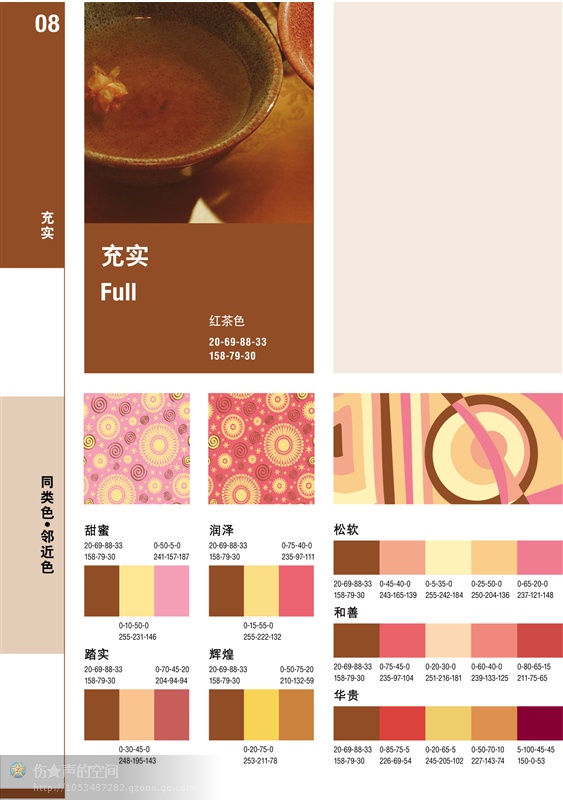 08
充实
充实
Full
红茶色
20-69-88-33
158-79-30
同类色•邻近色
甜蜜
20-69-88-33 0-50-5-0
158-79-30 241-157-187
0-10-50-0
255-231-146
润泽
20-69-88-33 0-75-40-0
158-79-30 235-97-111
0-15-55-0
255-222-132
松软
20-69-88-33 0-45-40-0 0-5-35-0 0-25-50-0 0-65-20-0
158-79-30 243-165-139 255-242-184 250-204-136 237-121-148
和善
20-69-88-33 0-75-45-0 0-20-30-0 0-60-40-0 0-80-65-15
158-79-30 235-97-104 251-216-181 239-133-125 211-75-65
踏实
20-69-88-33 0-70-45-20
158-79-30 204-94-94
0-30-45-0
248-195-143
辉煌
20-69-88-33 0-50-75-20
158-79-30 210-132-59
0-20-75-0
253-211-78
华贵
20-69-88-33 0-85-75-5 0-20-65-5 0-50-70-10 5-100-45-45
158-79-30 226-69-54 245-205-102 227-143-74 150-0-53
伤★声的空间
http://1053487282.qzone.qq.com